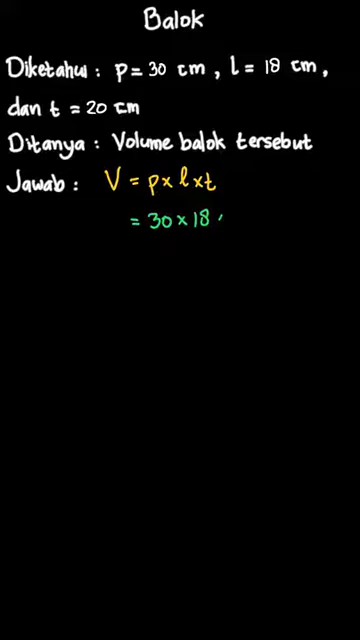 Balok
Diketahui : p = 30 cm , l = 18 cm ,
dan t = 20 cm
Ditanya : Volume balok tersebut
Jawab : V = p x l x t
= 30 x 18